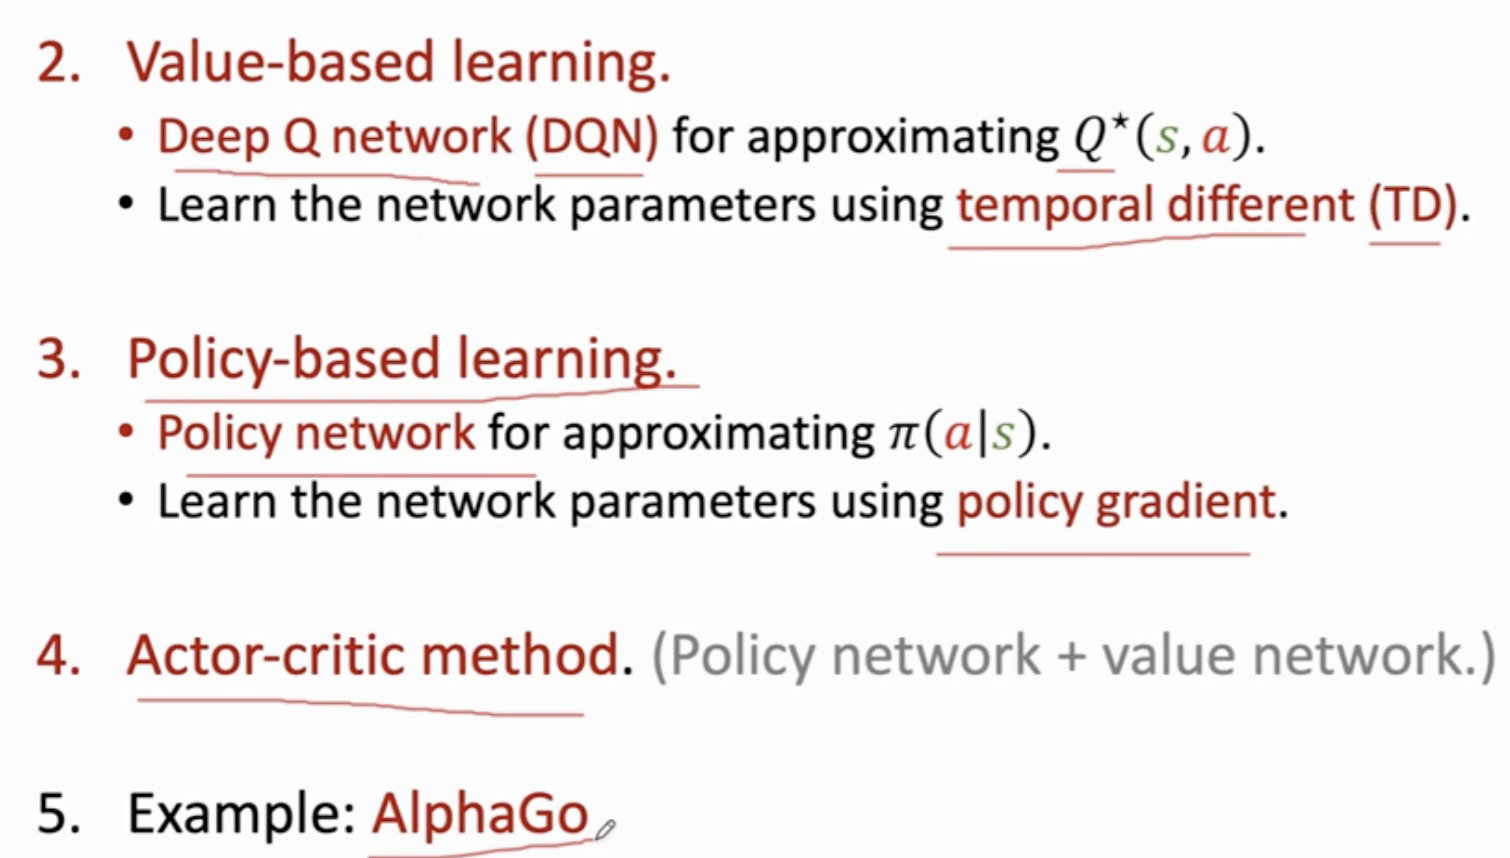 2. Value-based learning.
• Deep Q network (DQN) for approximating Q*(s, a).
• Learn the network parameters using temporal different (TD).
3. Policy-based learning.
• Policy network for approximating π(a|s).
• Learn the network parameters using policy gradient.
4. Actor-critic method. (Policy network + value network.)
5. Example: AlphaGo